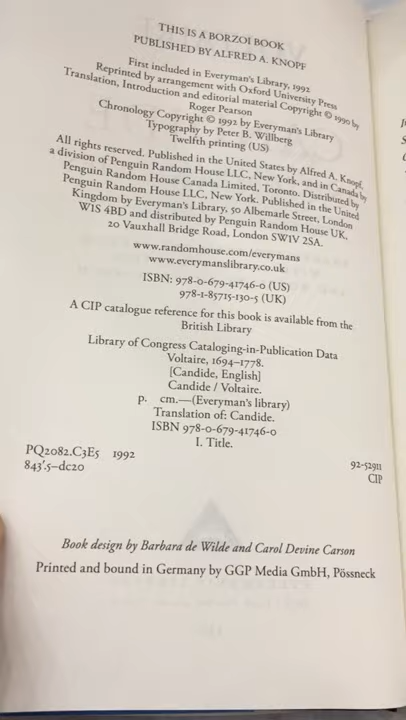 THIS IS A BORZOI BOOK
PUBLISHED BY ALFRED A. KNOPF
First included in Everyman's Library, 1992
Reprinted by arrangement with Oxford University Press
Translation, Introduction and editorial material Copyright © 1990 by
Roger Pearson
Chronology Copyright © 1992 by Everyman's Library
Typography by Peter B. Willberg
Twelfth printing (US)
All rights reserved. Published in the United States by Alfred A. Knopf,
a division of Penguin Random House LLC, New York, and in Canada by
Penguin Random House Canada Limited, Toronto. Distributed by
Penguin Random House LLC, New York. Published in the United
Kingdom by Everyman's Library, 50 Albemarle Street, London
W1S 4BD and distributed by Penguin Random House UK,
20 Vauxhall Bridge Road, London SW1V 2SA.
www.randomhouse.com/everymans
www.everymanslibrary.co.uk
ISBN: 978-0-679-41746-0 (US)
978-1-85715-130-5 (UK)
A CIP catalogue reference for this book is available from the
British Library
Library of Congress Cataloging-in-Publication Data
Voltaire, 1694–1778.
[Candide, English]
Candide / Voltaire.
p. cm.—(Everyman's library)
Translation of: Candide.
ISBN 978-0-679-41746-0
I. Title.
PQ2082.C3E5 1992
92-52911
843'.5–dc20
CIP
Book design by Barbara de Wilde and Carol Devine Carson
Printed and bound in Germany by GGP Media GmbH, Pössneck